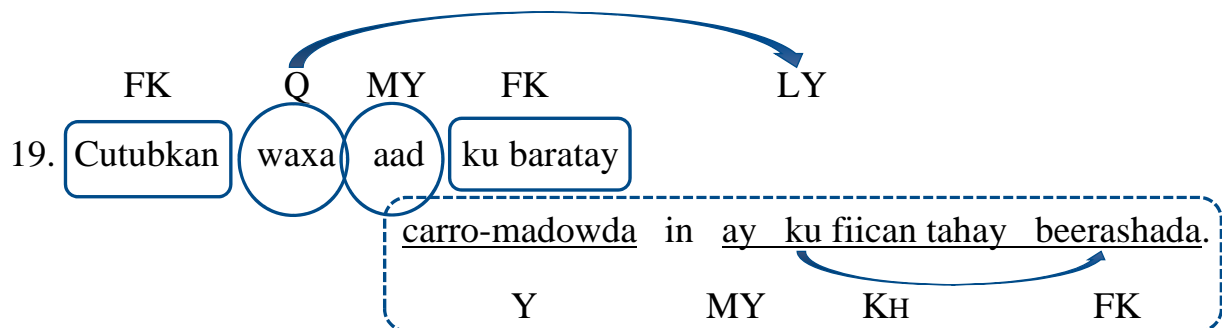 FK Q MY FK LY
19. Cutubkan waxa aad ku baratay
carro-madowda in ay ku fiican tahay beerashada.
Y MY KH FK